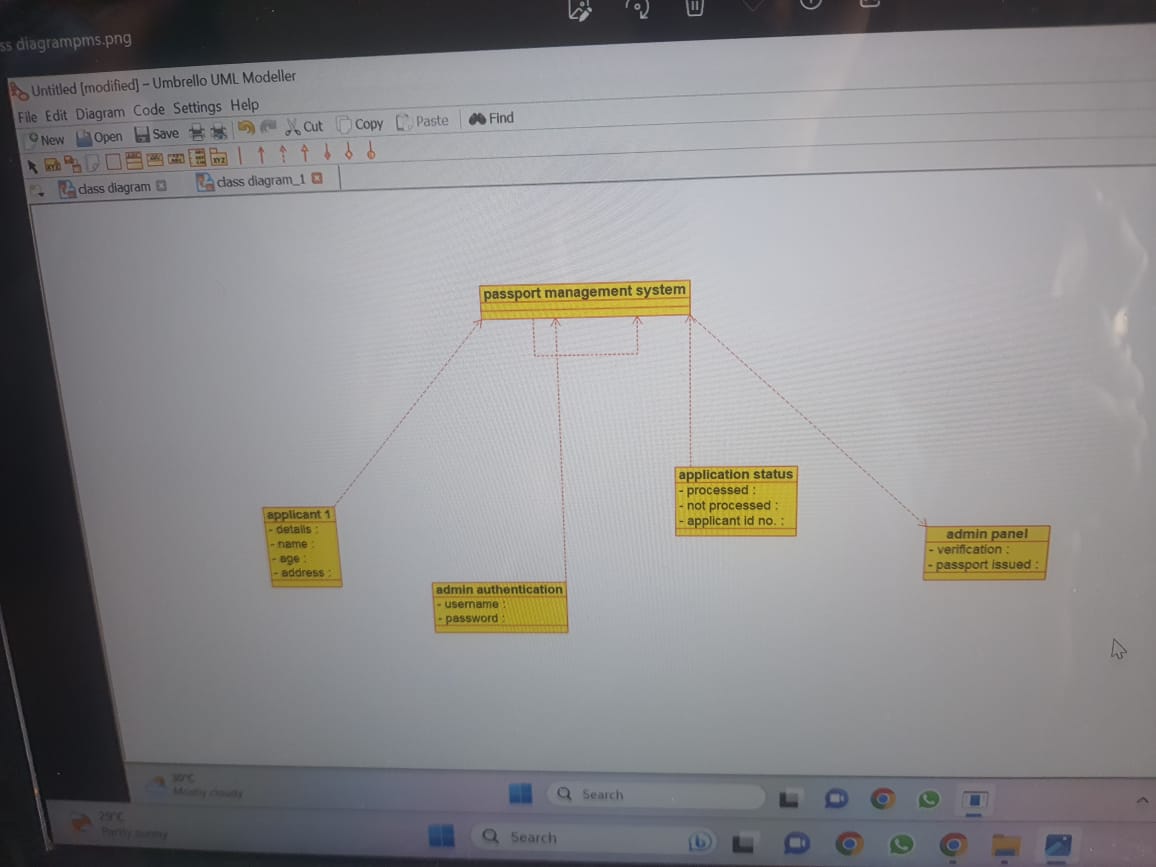 ss diagrampms.png
Untitled [modified] – Umbrello UML Modeller
File Edit Diagram Code Settings Help
New Open Save Cut Copy Paste Find
class diagram class diagram_1
passport management system
applicant 1
- details :
- name :
- age :
- address :
admin authentication
- username :
- password :
application status
- processed :
- not processed :
- applicant id no. :
admin panel
- verification :
- passport issued :
30°C
Mostly cloudy
Search
29°C
Partly sunny
Search